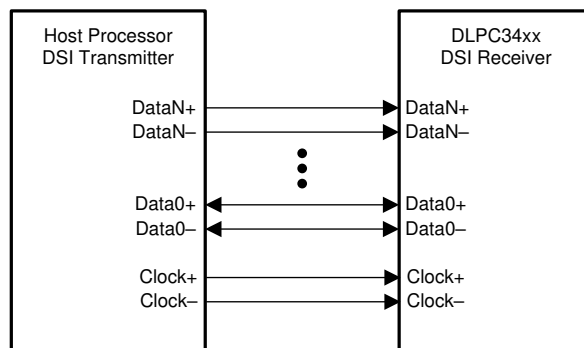 Host Processor
DSI Transmitter
DataN+
DataN–
Data0+
Data0–
Clock+
Clock–
DLPC34xx
DSI Receiver
DataN+
DataN–
Data0+
Data0–
Clock+
Clock–